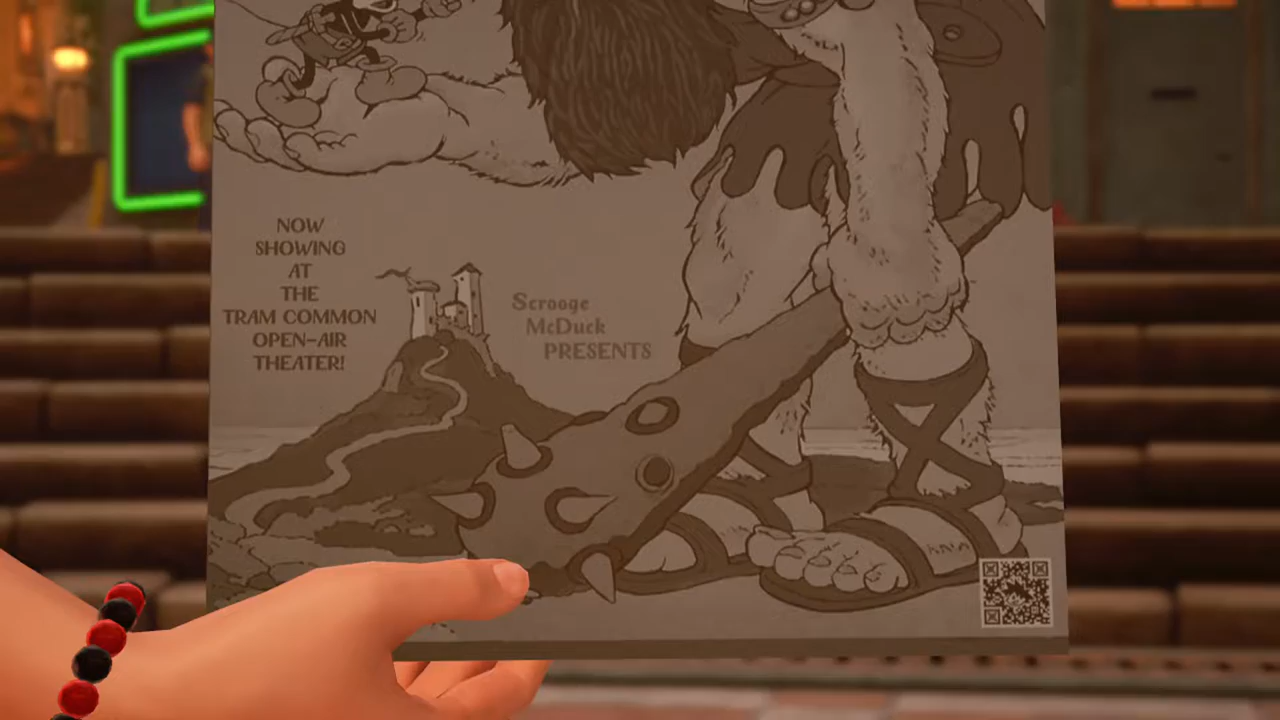 NOW
SHOWING
AT
THE
TRAM COMMON
OPEN-AIR
THEATER!
Scrooge
McDuck
PRESENTS